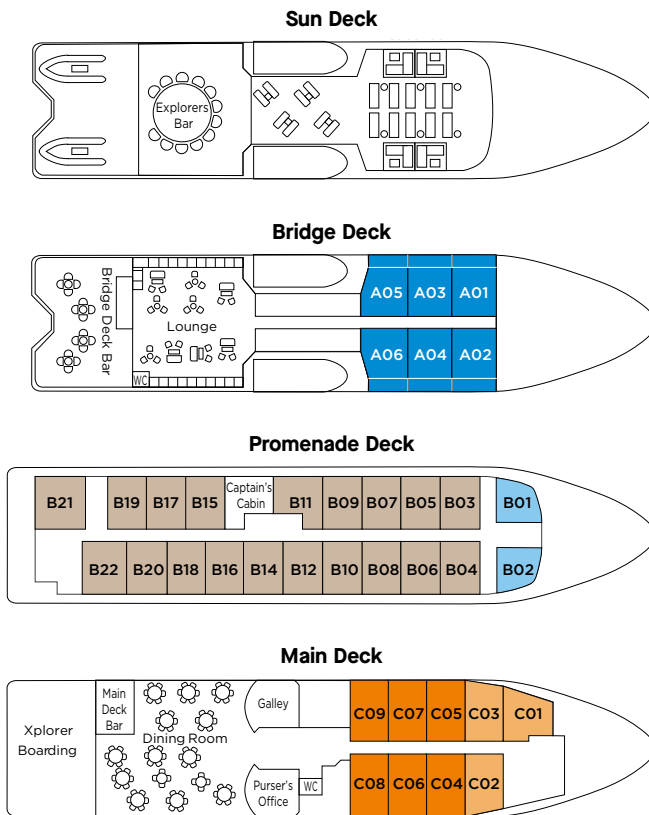 Sun Deck
Explorers
Bar
Bridge Deck
Bridge Deck Bar
Lounge
WC
A05 A03 A01
A06 A04 A02
Promenade Deck
B21 B19 B17 B15 Captain's
Cabin B11 B09 B07 B05 B03 B01
B22 B20 B18 B16 B14 B12 B10 B08 B06 B04 B02
Main Deck
Xplorer
Boarding
Main
Deck
Bar
Dining Room
Galley
Purser's
Office
WC
C09 C07 C05 C03 C01
C08 C06 C04 C02